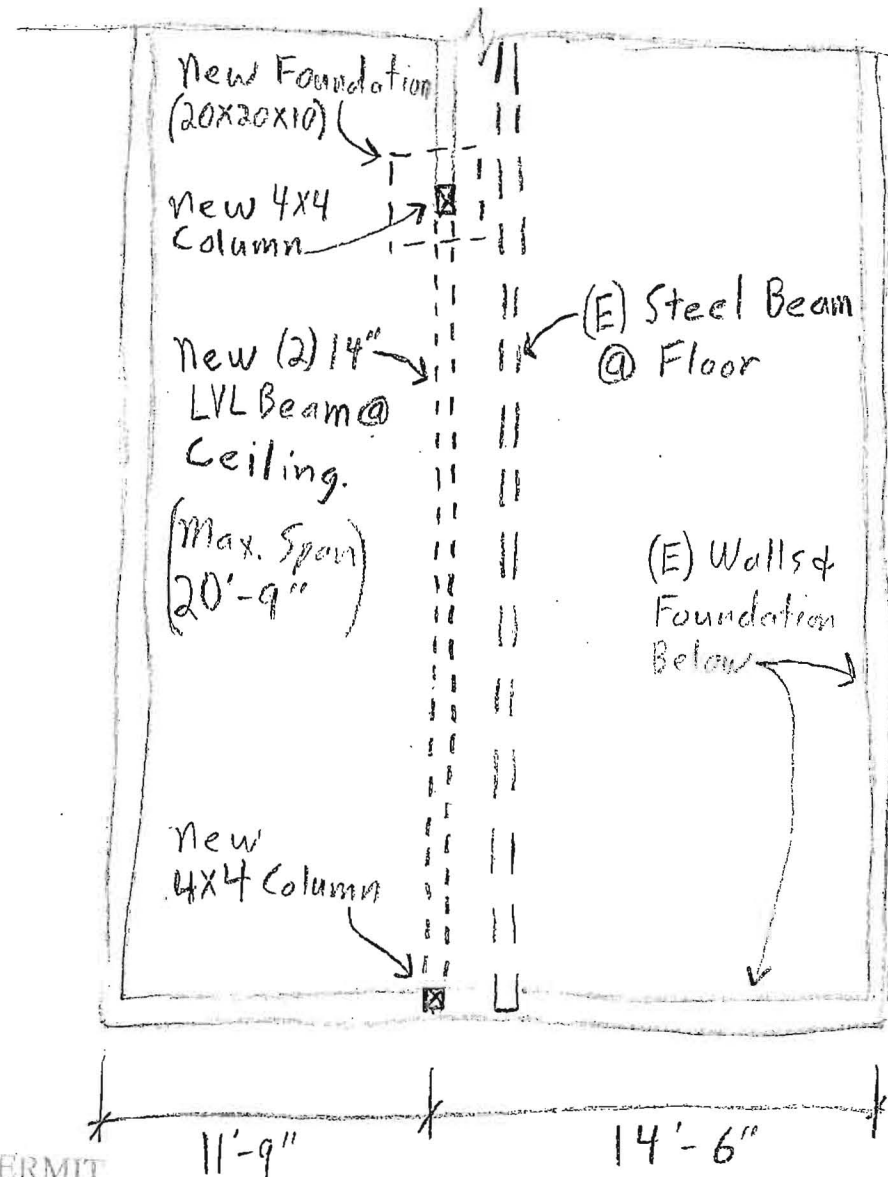 New Foundation
(20X20X10)
New 4X4
Column
New (2) 14"
LVL Beam @
Ceiling.
(Max. Span
20'-9")
New
4X4 Column
(E) Steel Beam
@ Floor
(E) Walls &
Foundation
Below
11'-9"
14'-6"
ERMIT